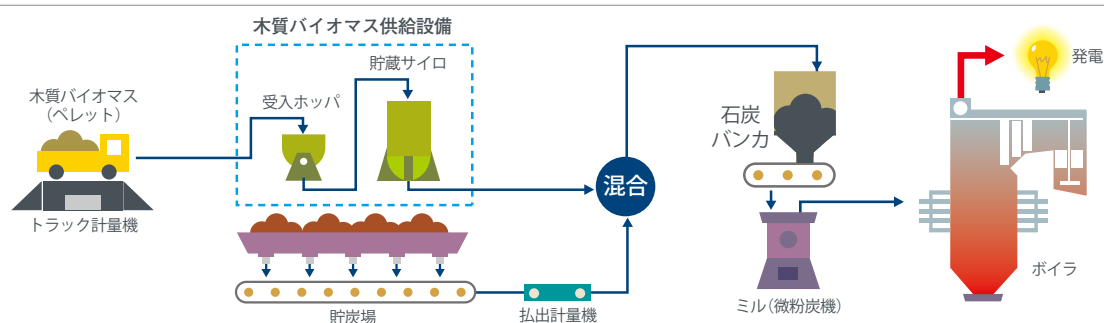 木質バイオマス供給設備
木質バイオマス
（ペレット）
トラック計量機
受入ホッパ
貯蔵サイロ
貯炭場
払出計量機
混合
石炭
バンカ
ミル（微粉炭機）
ボイラ
発電